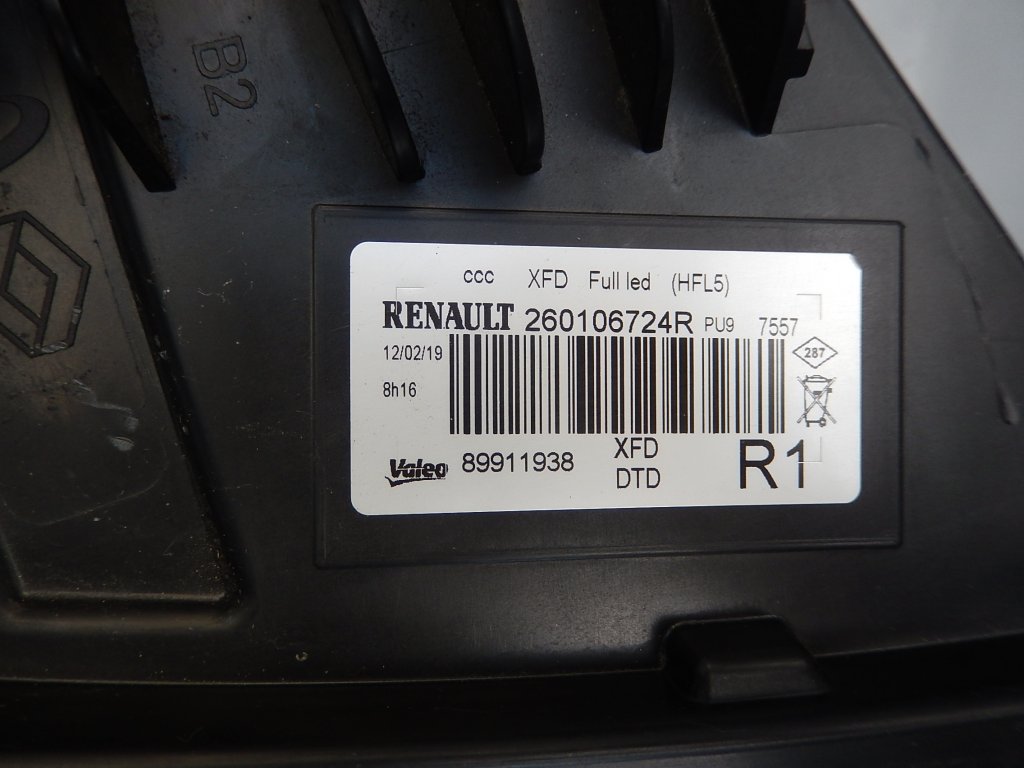 B2
ccc XFD Full led (HFL5)
RENAULT 260106724R PU9 7557
12/02/19
287
8h16
Valeo 89911938
XFD
DTD
R1